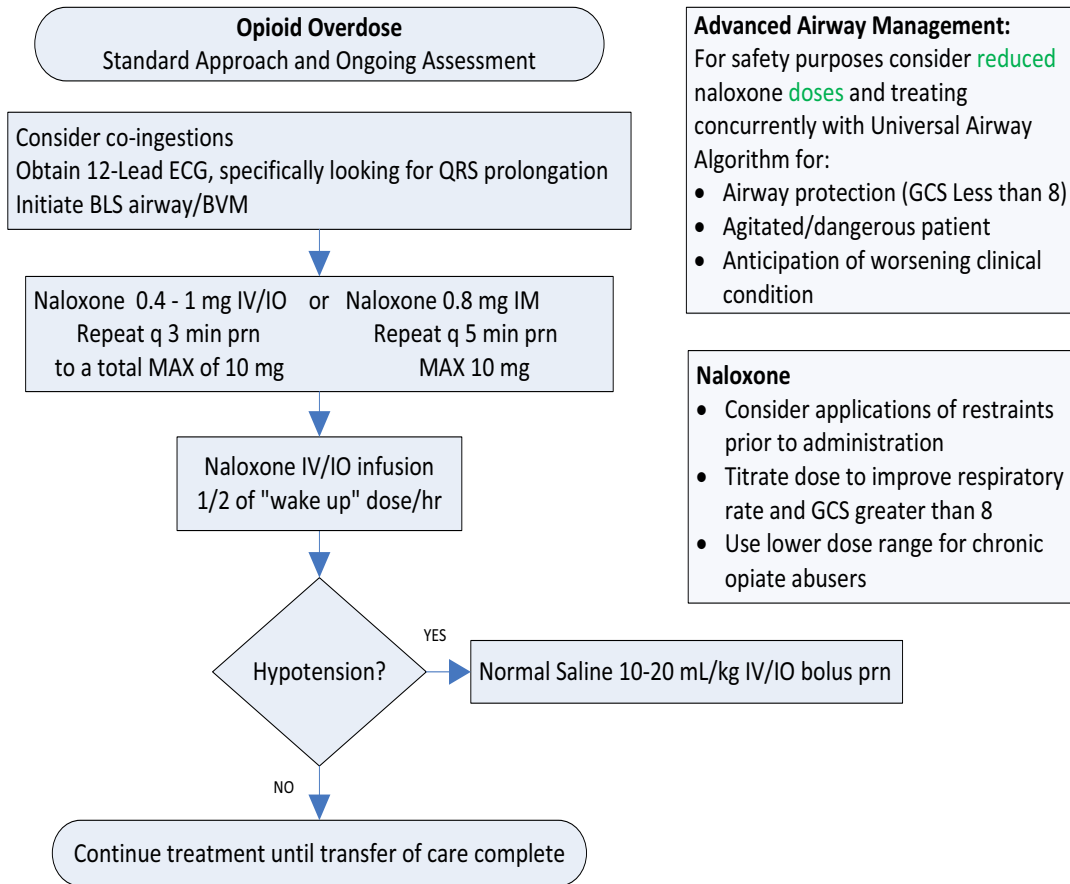 Opioid Overdose
Standard Approach and Ongoing Assessment
Consider co-ingestions
Obtain 12-Lead ECG, specifically looking for QRS prolongation
Initiate BLS airway/BVM
Naloxone 0.4 - 1 mg IV/IO or Naloxone 0.8 mg IM
Repeat q 3 min prn Repeat q 5 min prn
to a total MAX of 10 mg MAX 10 mg
Naloxone IV/IO infusion
1/2 of "wake up" dose/hr
Hypotension?
YES
Normal Saline 10-20 mL/kg IV/IO bolus prn
NO
Continue treatment until transfer of care complete
Advanced Airway Management:
For safety purposes consider reduced
naloxone doses and treating
concurrently with Universal Airway
Algorithm for:
• Airway protection (GCS Less than 8)
• Agitated/dangerous patient
• Anticipation of worsening clinical
condition
Naloxone
• Consider applications of restraints
prior to administration
• Titrate dose to improve respiratory
rate and GCS greater than 8
• Use lower dose range for chronic
opiate abusers